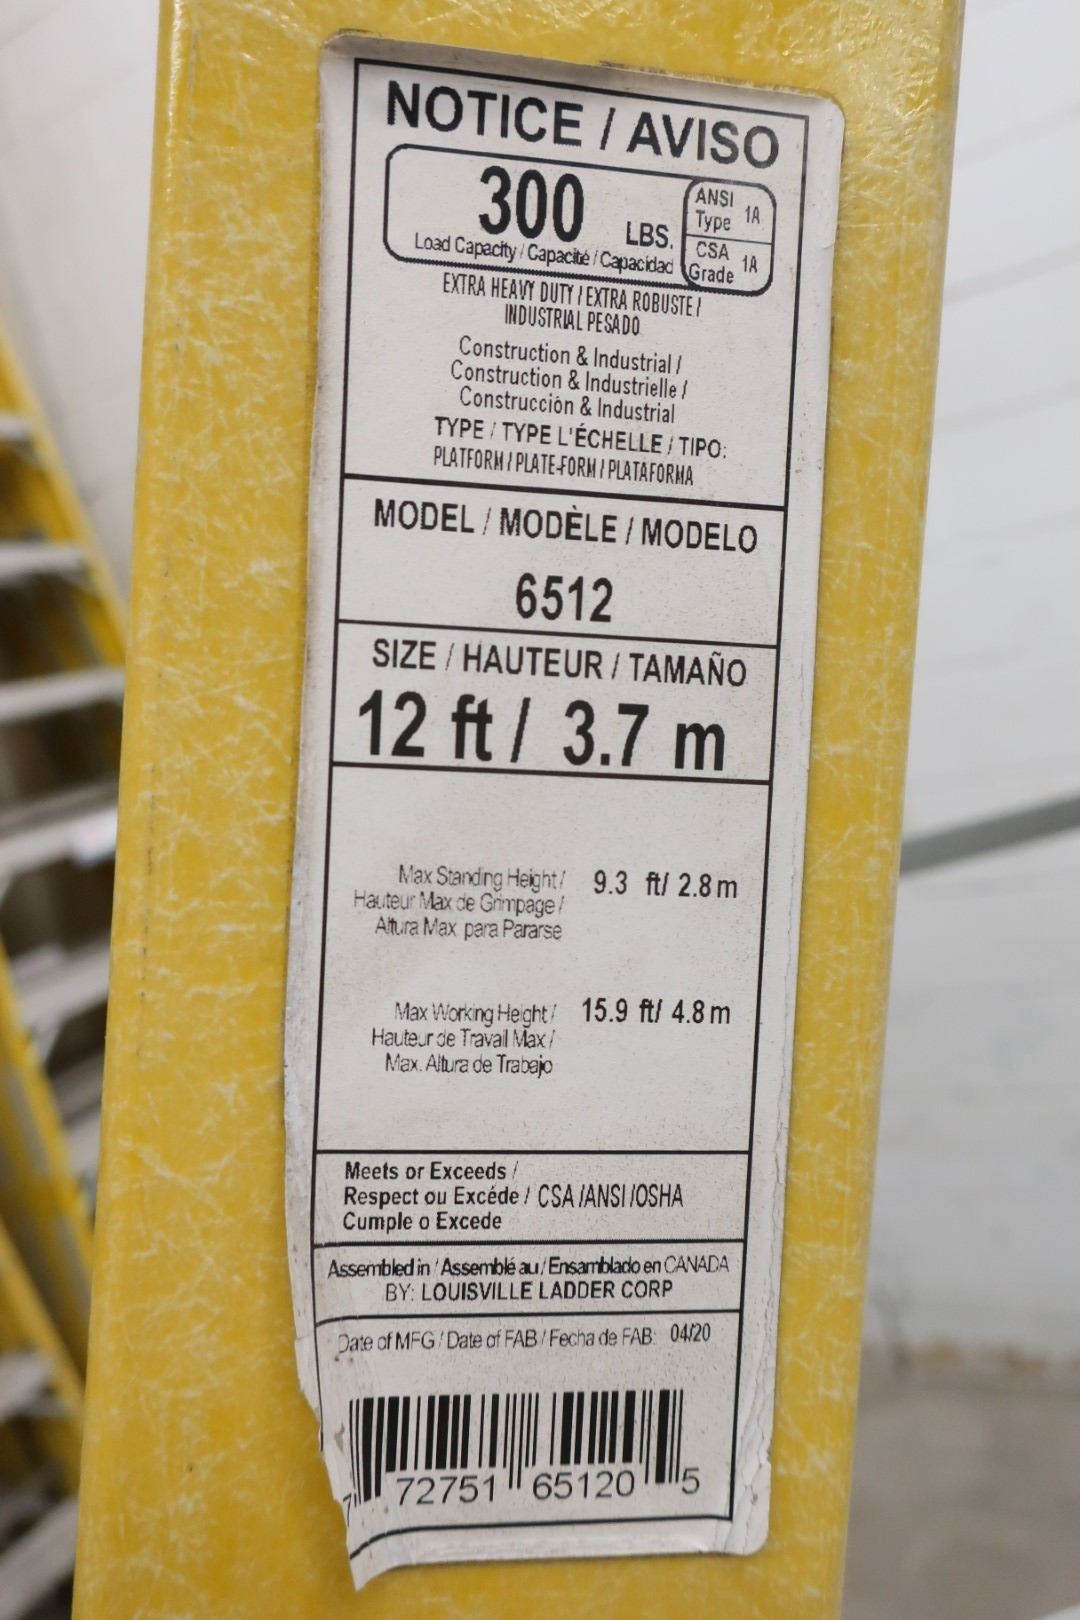 NOTICE / AVISO
300 LBS.
Load Capacity / Capacité / Capacidad
ANSI Type 1A
CSA Grade 1A
EXTRA HEAVY DUTY / EXTRA ROBUSTE /
INDUSTRIAL PESADO
Construction & Industrial /
Construction & Industrielle /
Construcción & Industrial
TYPE / TYPE L'ÉCHELLE / TIPO:
PLATFORM / PLATE-FORM / PLATAFORMA
MODEL / MODÈLE / MODELO
6512
SIZE / HAUTEUR / TAMAÑO
12 ft / 3.7 m
Max Standing Height / 9.3 ft/ 2.8 m
Hauteur Max de Grimpage /
Altura Max para Pararse
Max Working Height / 15.9 ft/ 4.8 m
Hauteur de Travail Max /
Max. Altura de Trabajo
Meets or Exceeds /
Respect ou Excéde / CSA /ANSI /OSHA
Cumple o Excede
Assembled in / Assemblé au / Ensamblado en CANADA
BY: LOUISVILLE LADDER CORP
Date of MFG / Date of FAB / Fecha de FAB: 04/20
7 72751 65120 5